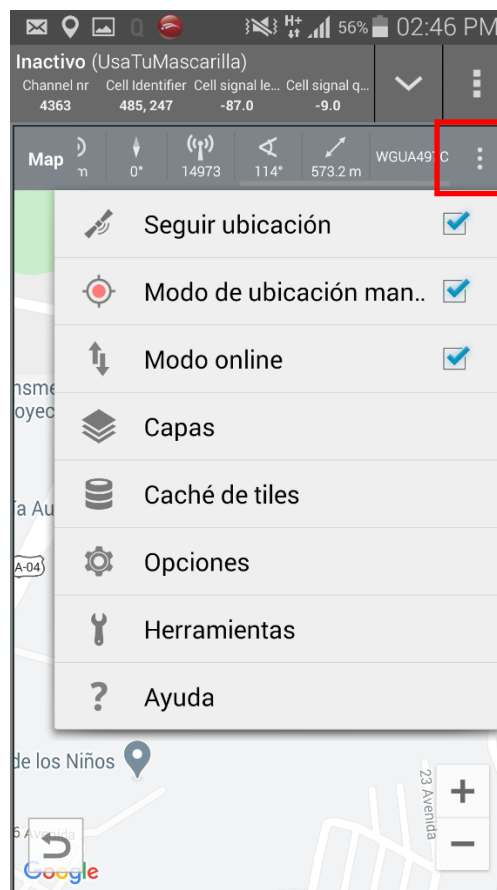 H+ 56% 02:46 PM
Inactivo (UsaTuMascarilla)
Channel nr Cell Identifier Cell signal le... Cell signal q...
4363 485, 247 -87.0 -9.0
Map m 0° 14973 114° 573.2 m WGUA497C
Seguir ubicación
Modo de ubicación man..
Modo online
Capas
Caché de tiles
Opciones
Herramientas
Ayuda
A-04
de los Niños
23 Avenida
Google